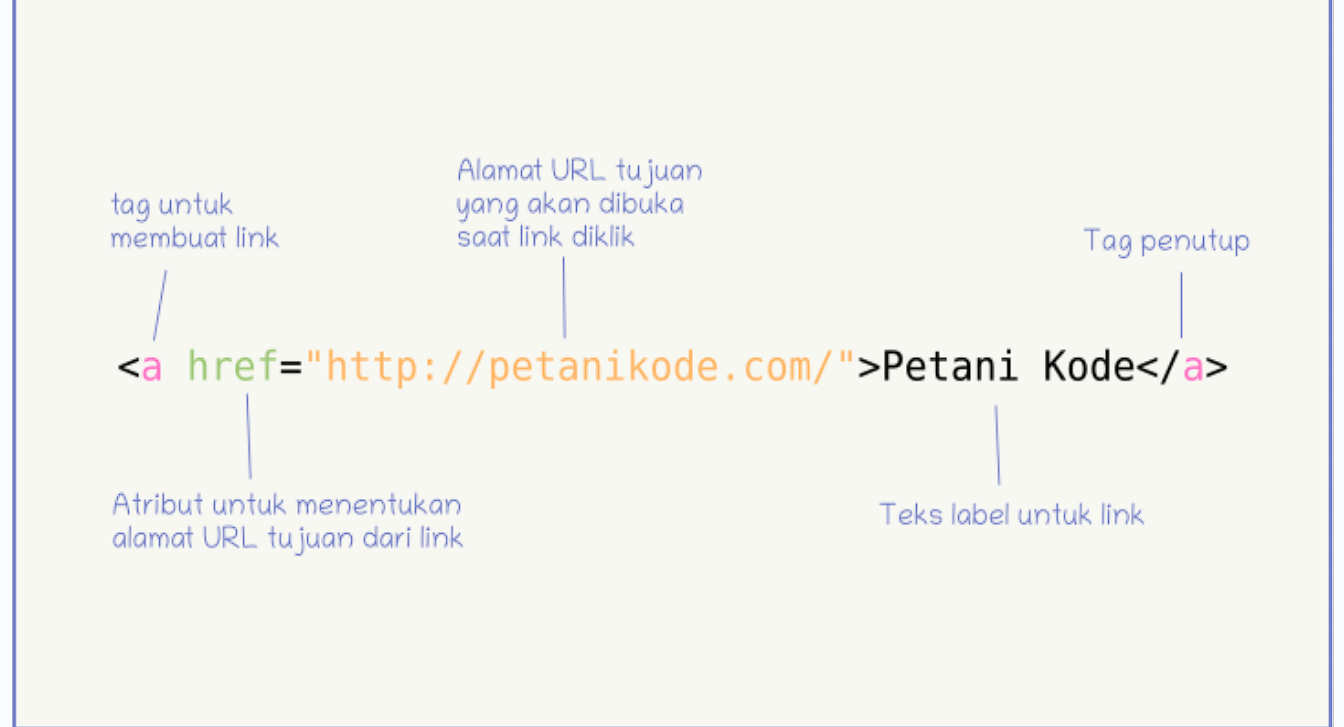 tag untuk
membuat link
Alamat URL tujuan
yang akan dibuka
saat link diklik
Tag penutup
<a href="http://petanikode.com/">Petani Kode</a>
Atribut untuk menentukan
alamat URL tujuan dari link
Teks label untuk link